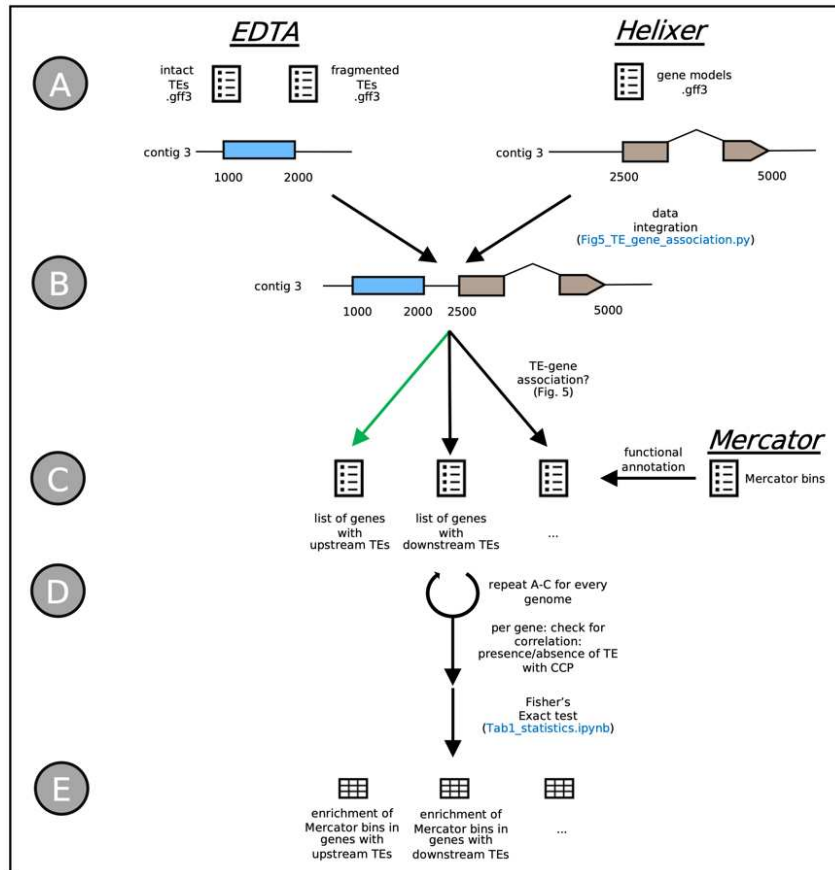 EDTA
Helixer
A
intact
TEs
.gff3
fragmented
TEs
.gff3
gene models
.gff3
contig 3
1000
2000
contig 3
2500
5000
data
integration
(Fig5_TE_gene_association.py)
B
contig 3
1000
2000
2500
5000
TE-gene
association?
(Fig. 5)
Mercator
C
functional
annotation
Mercator bins
list of genes
with
upstream TEs
list of genes
with
downstream TEs
...
D
repeat A-C for every
genome
per gene: check for
correlation:
presence/absence of TE
with CCP
Fisher's
Exact test
(Tab1_statistics.ipynb)
E
enrichment of
Mercator bins in
genes with
upstream TEs
enrichment of
Mercator bins in
genes with
downstream TEs
...